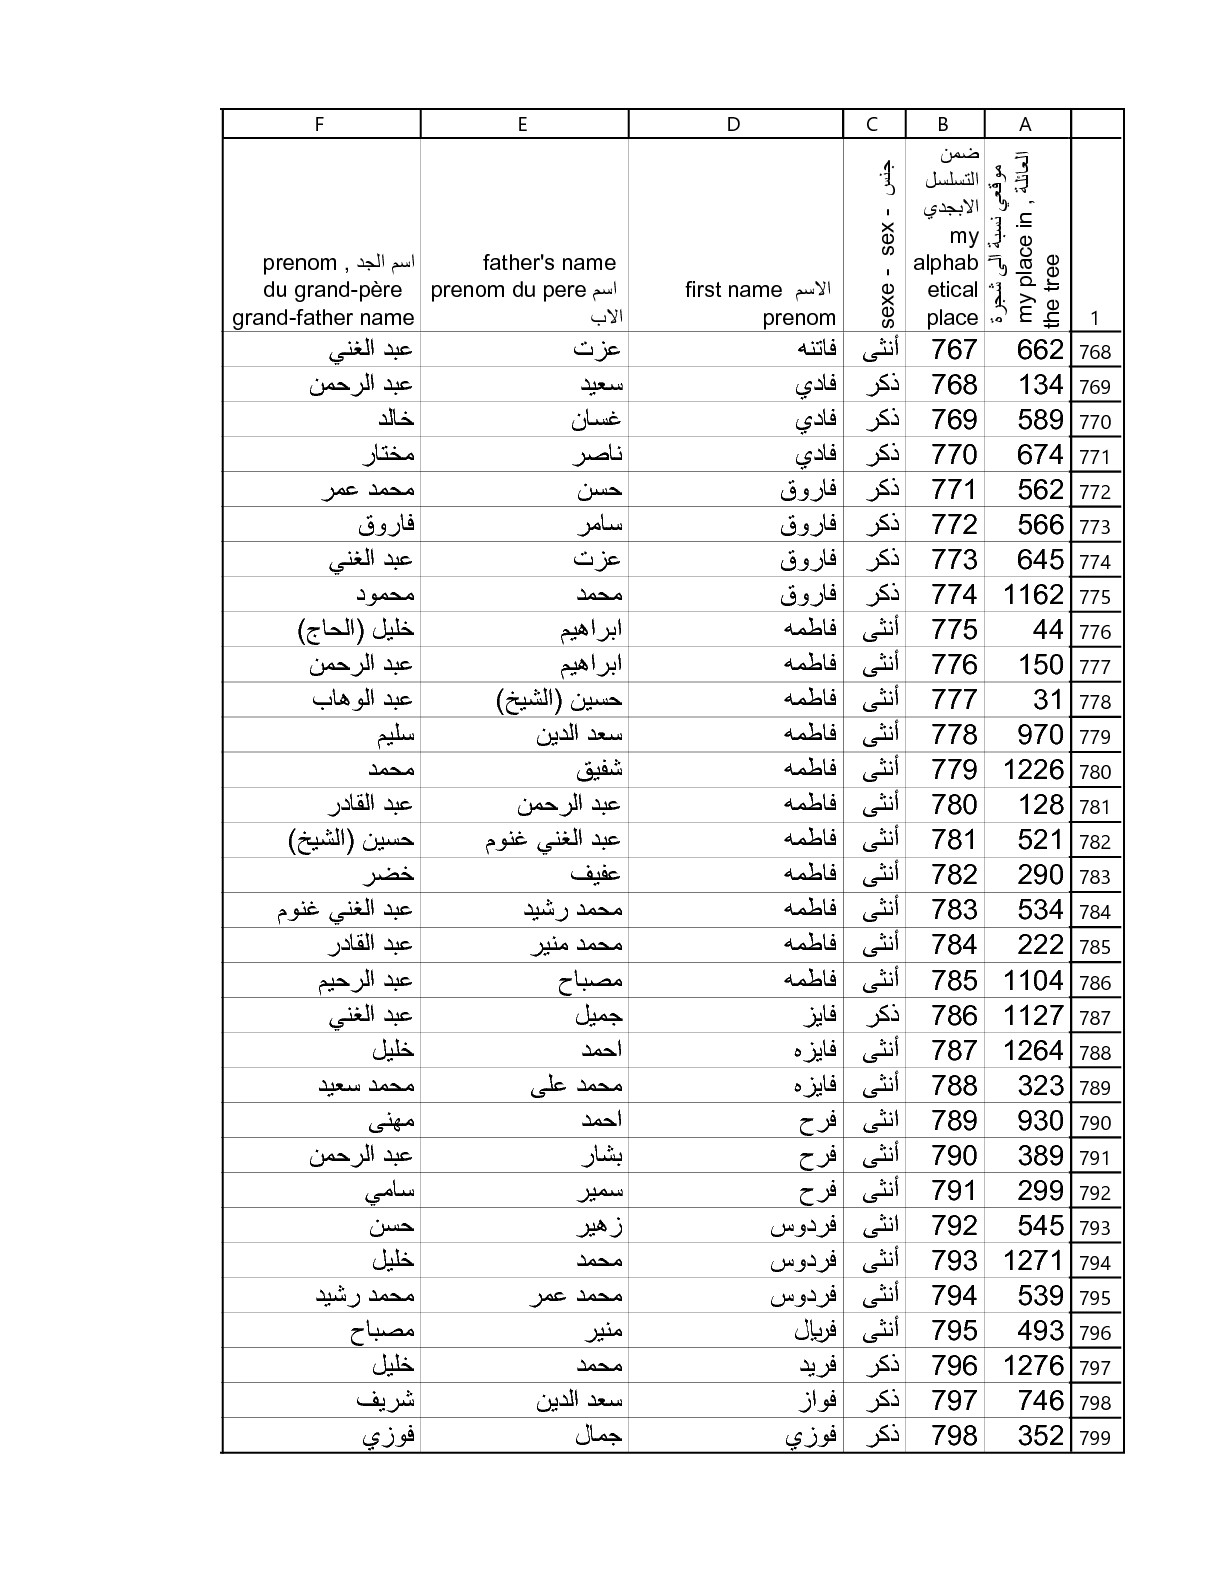 F E D C B A
اسم الجد , prenom du grand-père grand-father name | father's name prenom du pere اسم الاب | first name الاسم prenom | sexe - sex - جنس | ضمن التسلسل الابجدي my alphabetical place | موقعي نسبة الى شجرة العائلة , my place in the tree | 1
عبد الغني عزت فاتنه أنثى 767 662 768
عبد الرحمن سعيد فادي ذكر 768 134 769
خالد غسان فادي ذكر 769 589 770
مختار ناصر فادي ذكر 770 674 771
محمد عمر حسن فاروق ذكر 771 562 772
فاروق سامر فاروق ذكر 772 566 773
عبد الغني عزت فاروق ذكر 773 645 774
محمود محمد فاروق ذكر 774 1162 775
خليل (الحاج) ابراهيم فاطمه أنثى 775 44 776
عبد الرحمن ابراهيم فاطمه أنثى 776 150 777
عبد الوهاب حسين (الشيخ) فاطمه أنثى 777 31 778
سليم سعد الدين فاطمه أنثى 778 970 779
محمد شفيق فاطمه أنثى 779 1226 780
عبد القادر عبد الرحمن فاطمه أنثى 780 128 781
حسين (الشيخ) عبد الغني غنوم فاطمه أنثى 781 521 782
خضر عفيف فاطمه أنثى 782 290 783
عبد الغني غنوم محمد رشيد فاطمه أنثى 783 534 784
عبد القادر محمد منير فاطمه أنثى 784 222 785
عبد الرحيم مصباح فاطمه أنثى 785 1104 786
عبد الغني جميل فايز ذكر 786 1127 787
خليل احمد فايزه أنثى 787 1264 788
محمد سعيد محمد على فايزه أنثى 788 323 789
مهنى احمد فرح انثى 789 930 790
عبد الرحمن بشار فرح أنثى 790 389 791
سامي سمير فرح أنثى 791 299 792
حسن زهير فردوس انثى 792 545 793
خليل محمد فردوس أنثى 793 1271 794
محمد رشيد محمد عمر فردوس أنثى 794 539 795
مصباح منير فريال أنثى 795 493 796
خليل محمد فريد ذكر 796 1276 797
شريف سعد الدين فواز ذكر 797 746 798
فوزي جمال فوزي ذكر 798 352 799